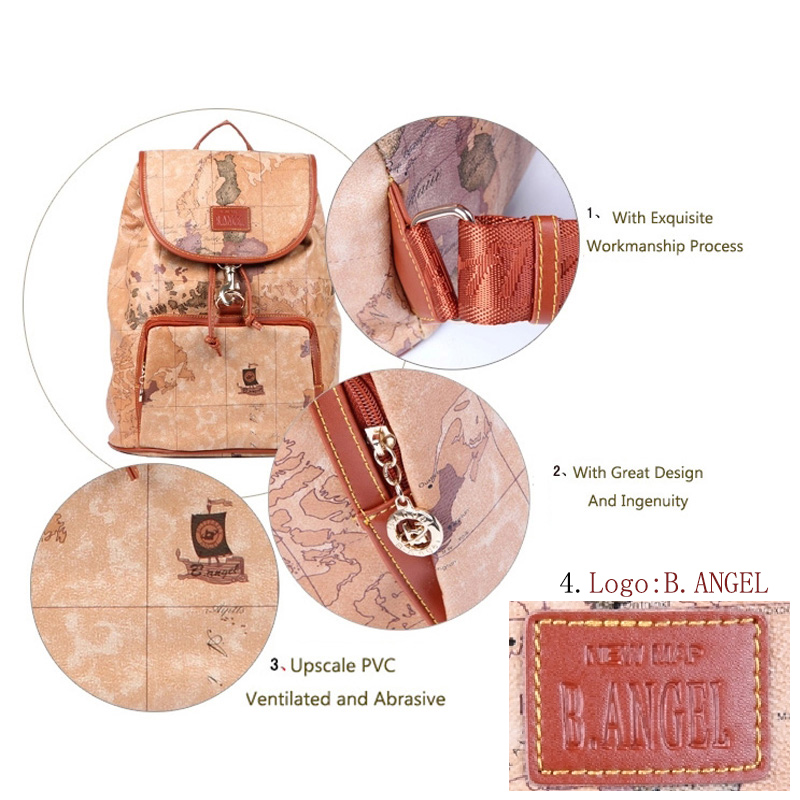 B.ANGEL
1、 With Exquisite
Workmanship Process
2、 With Great Design
And Ingenuity
B.angel
3、Upscale PVC
Ventilated and Abrasive
4. Logo:B. ANGEL
NEW MAP
B.ANGEL